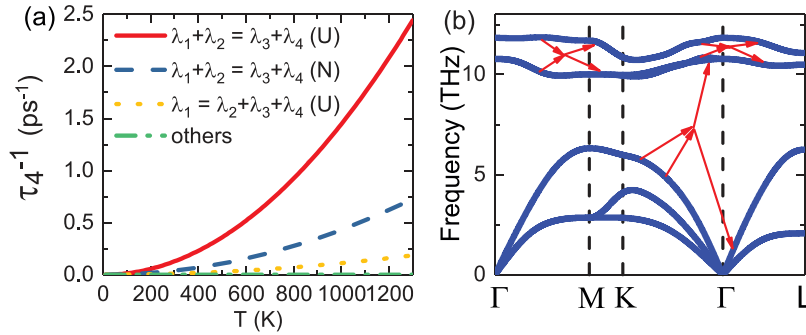 (a)
2.5
2.0
1.5
1.0
0.5
0.0
τ₄⁻¹ (ps⁻¹)
λ₁+λ₂ = λ₃+λ₄ (U)
λ₁+λ₂ = λ₃+λ₄ (N)
λ₁ = λ₂+λ₃+λ₄ (U)
others
0 200 400 600 800 1000 1200
T (K)
(b)
10
5
0
Frequency (THz)
Γ M K Γ L